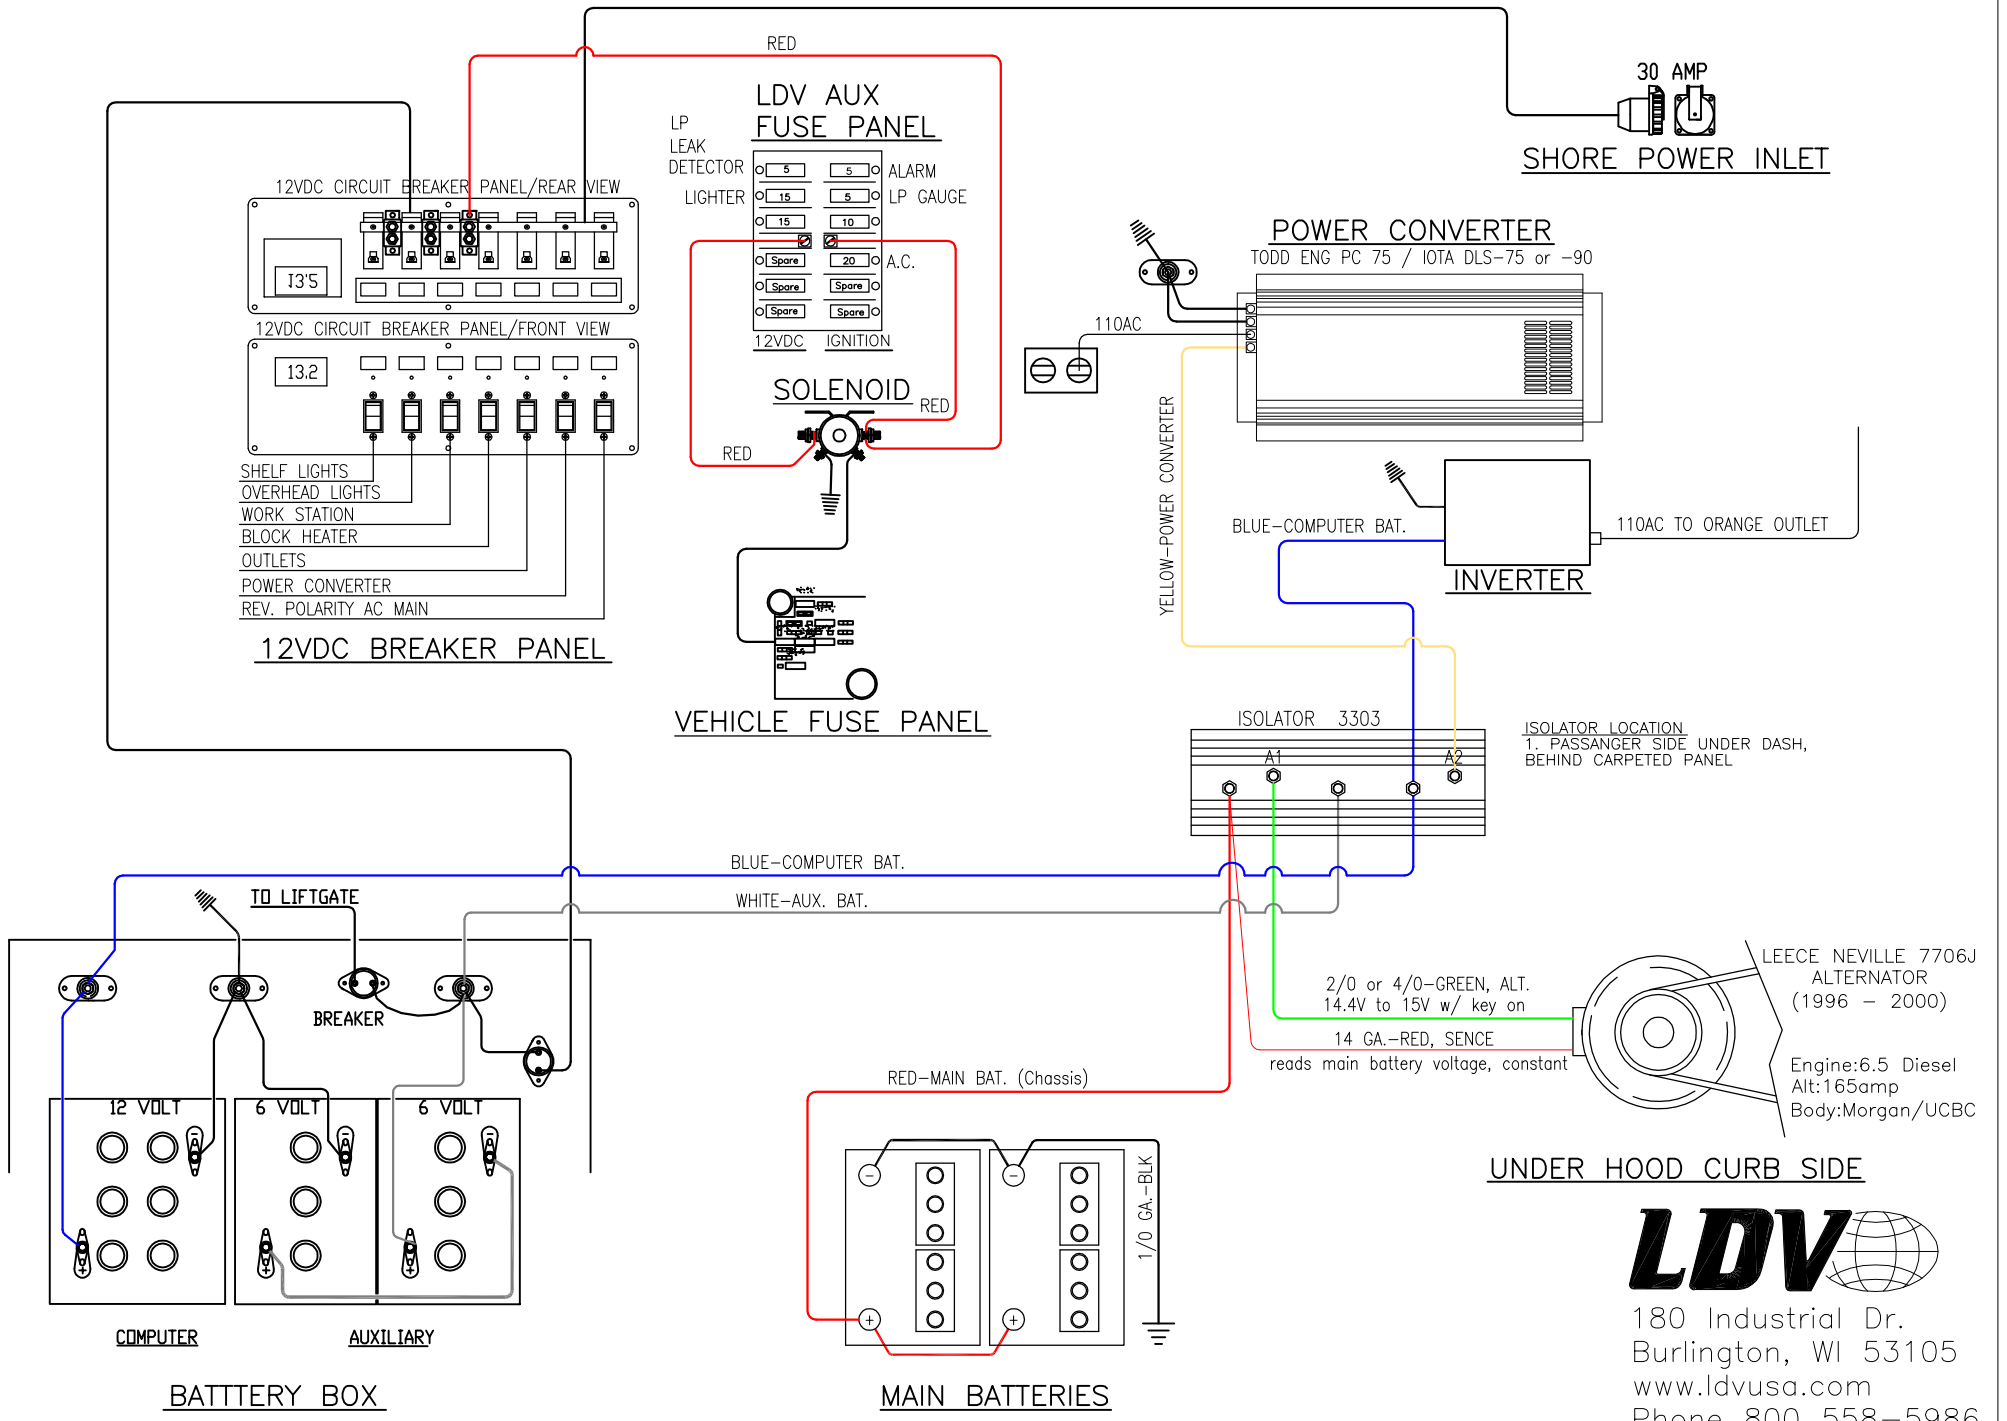 RED
30 AMP
SHORE POWER INLET
LDV AUX
FUSE PANEL
LP
LEAK
DETECTOR
5
5
ALARM
LIGHTER
15
5
LP GAUGE
15
10
Spare
20
A.C.
Spare
Spare
Spare
Spare
12VDC
IGNITION
12VDC CIRCUIT BREAKER PANEL/REAR VIEW
13.5
12VDC CIRCUIT BREAKER PANEL/FRONT VIEW
13.2
SHELF LIGHTS
OVERHEAD LIGHTS
WORK STATION
BLOCK HEATER
OUTLETS
POWER CONVERTER
REV. POLARITY AC MAIN
12VDC BREAKER PANEL
SOLENOID
RED
RED
VEHICLE FUSE PANEL
POWER CONVERTER
TODD ENG PC 75 / IOTA DLS-75 or -90
110AC
YELLOW-POWER CONVERTER
BLUE-COMPUTER BAT.
110AC TO ORANGE OUTLET
INVERTER
ISOLATOR 3303
A1
A2
ISOLATOR LOCATION
1. PASSANGER SIDE UNDER DASH,
BEHIND CARPETED PANEL
BLUE-COMPUTER BAT.
WHITE-AUX. BAT.
TO LIFTGATE
BREAKER
12 VOLT
6 VOLT
6 VOLT
-
-
-
+
+
+
COMPUTER
AUXILIARY
BATTTERY BOX
RED-MAIN BAT. (Chassis)
-
-
+
+
1/0 GA.-BLK
MAIN BATTERIES
2/0 or 4/0-GREEN, ALT.
14.4V to 15V w/ key on
14 GA.-RED, SENCE
reads main battery voltage, constant
LEECE NEVILLE 7706J
ALTERNATOR
(1996 - 2000)
Engine:6.5 Diesel
Alt:165amp
Body:Morgan/UCBC
UNDER HOOD CURB SIDE
LDV
180 Industrial Dr.
Burlington, WI 53105
www.ldvusa.com
Phone 800 558-5986